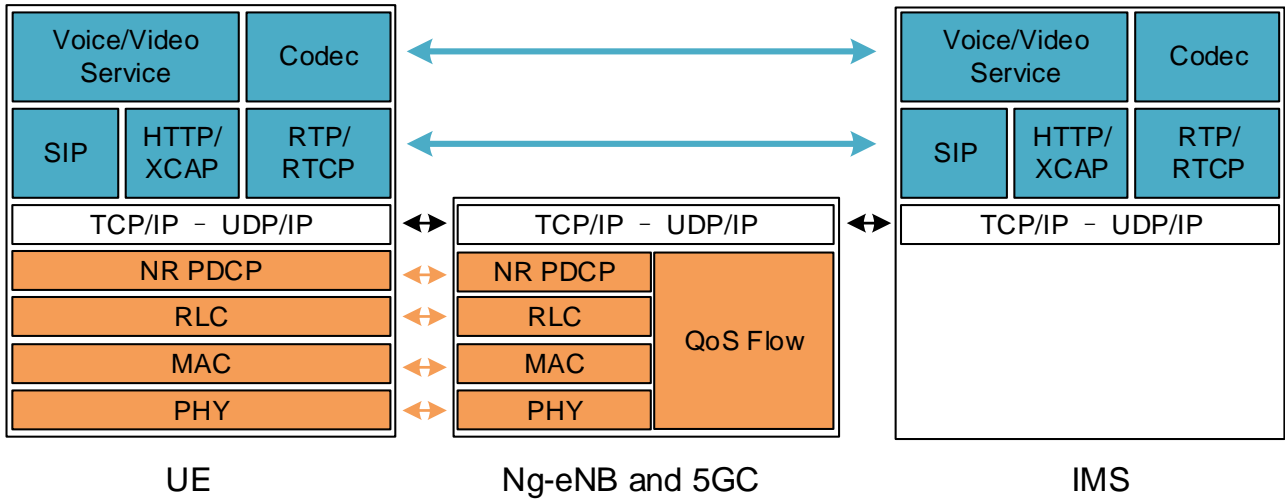 Voice/Video
Service
Codec
SIP
HTTP/
XCAP
RTP/
RTCP
TCP/IP - UDP/IP
NR PDCP
RLC
MAC
PHY
UE
TCP/IP - UDP/IP
NR PDCP
RLC
MAC
PHY
QoS Flow
Ng-eNB and 5GC
Voice/Video
Service
Codec
SIP
HTTP/
XCAP
RTP/
RTCP
TCP/IP - UDP/IP
IMS